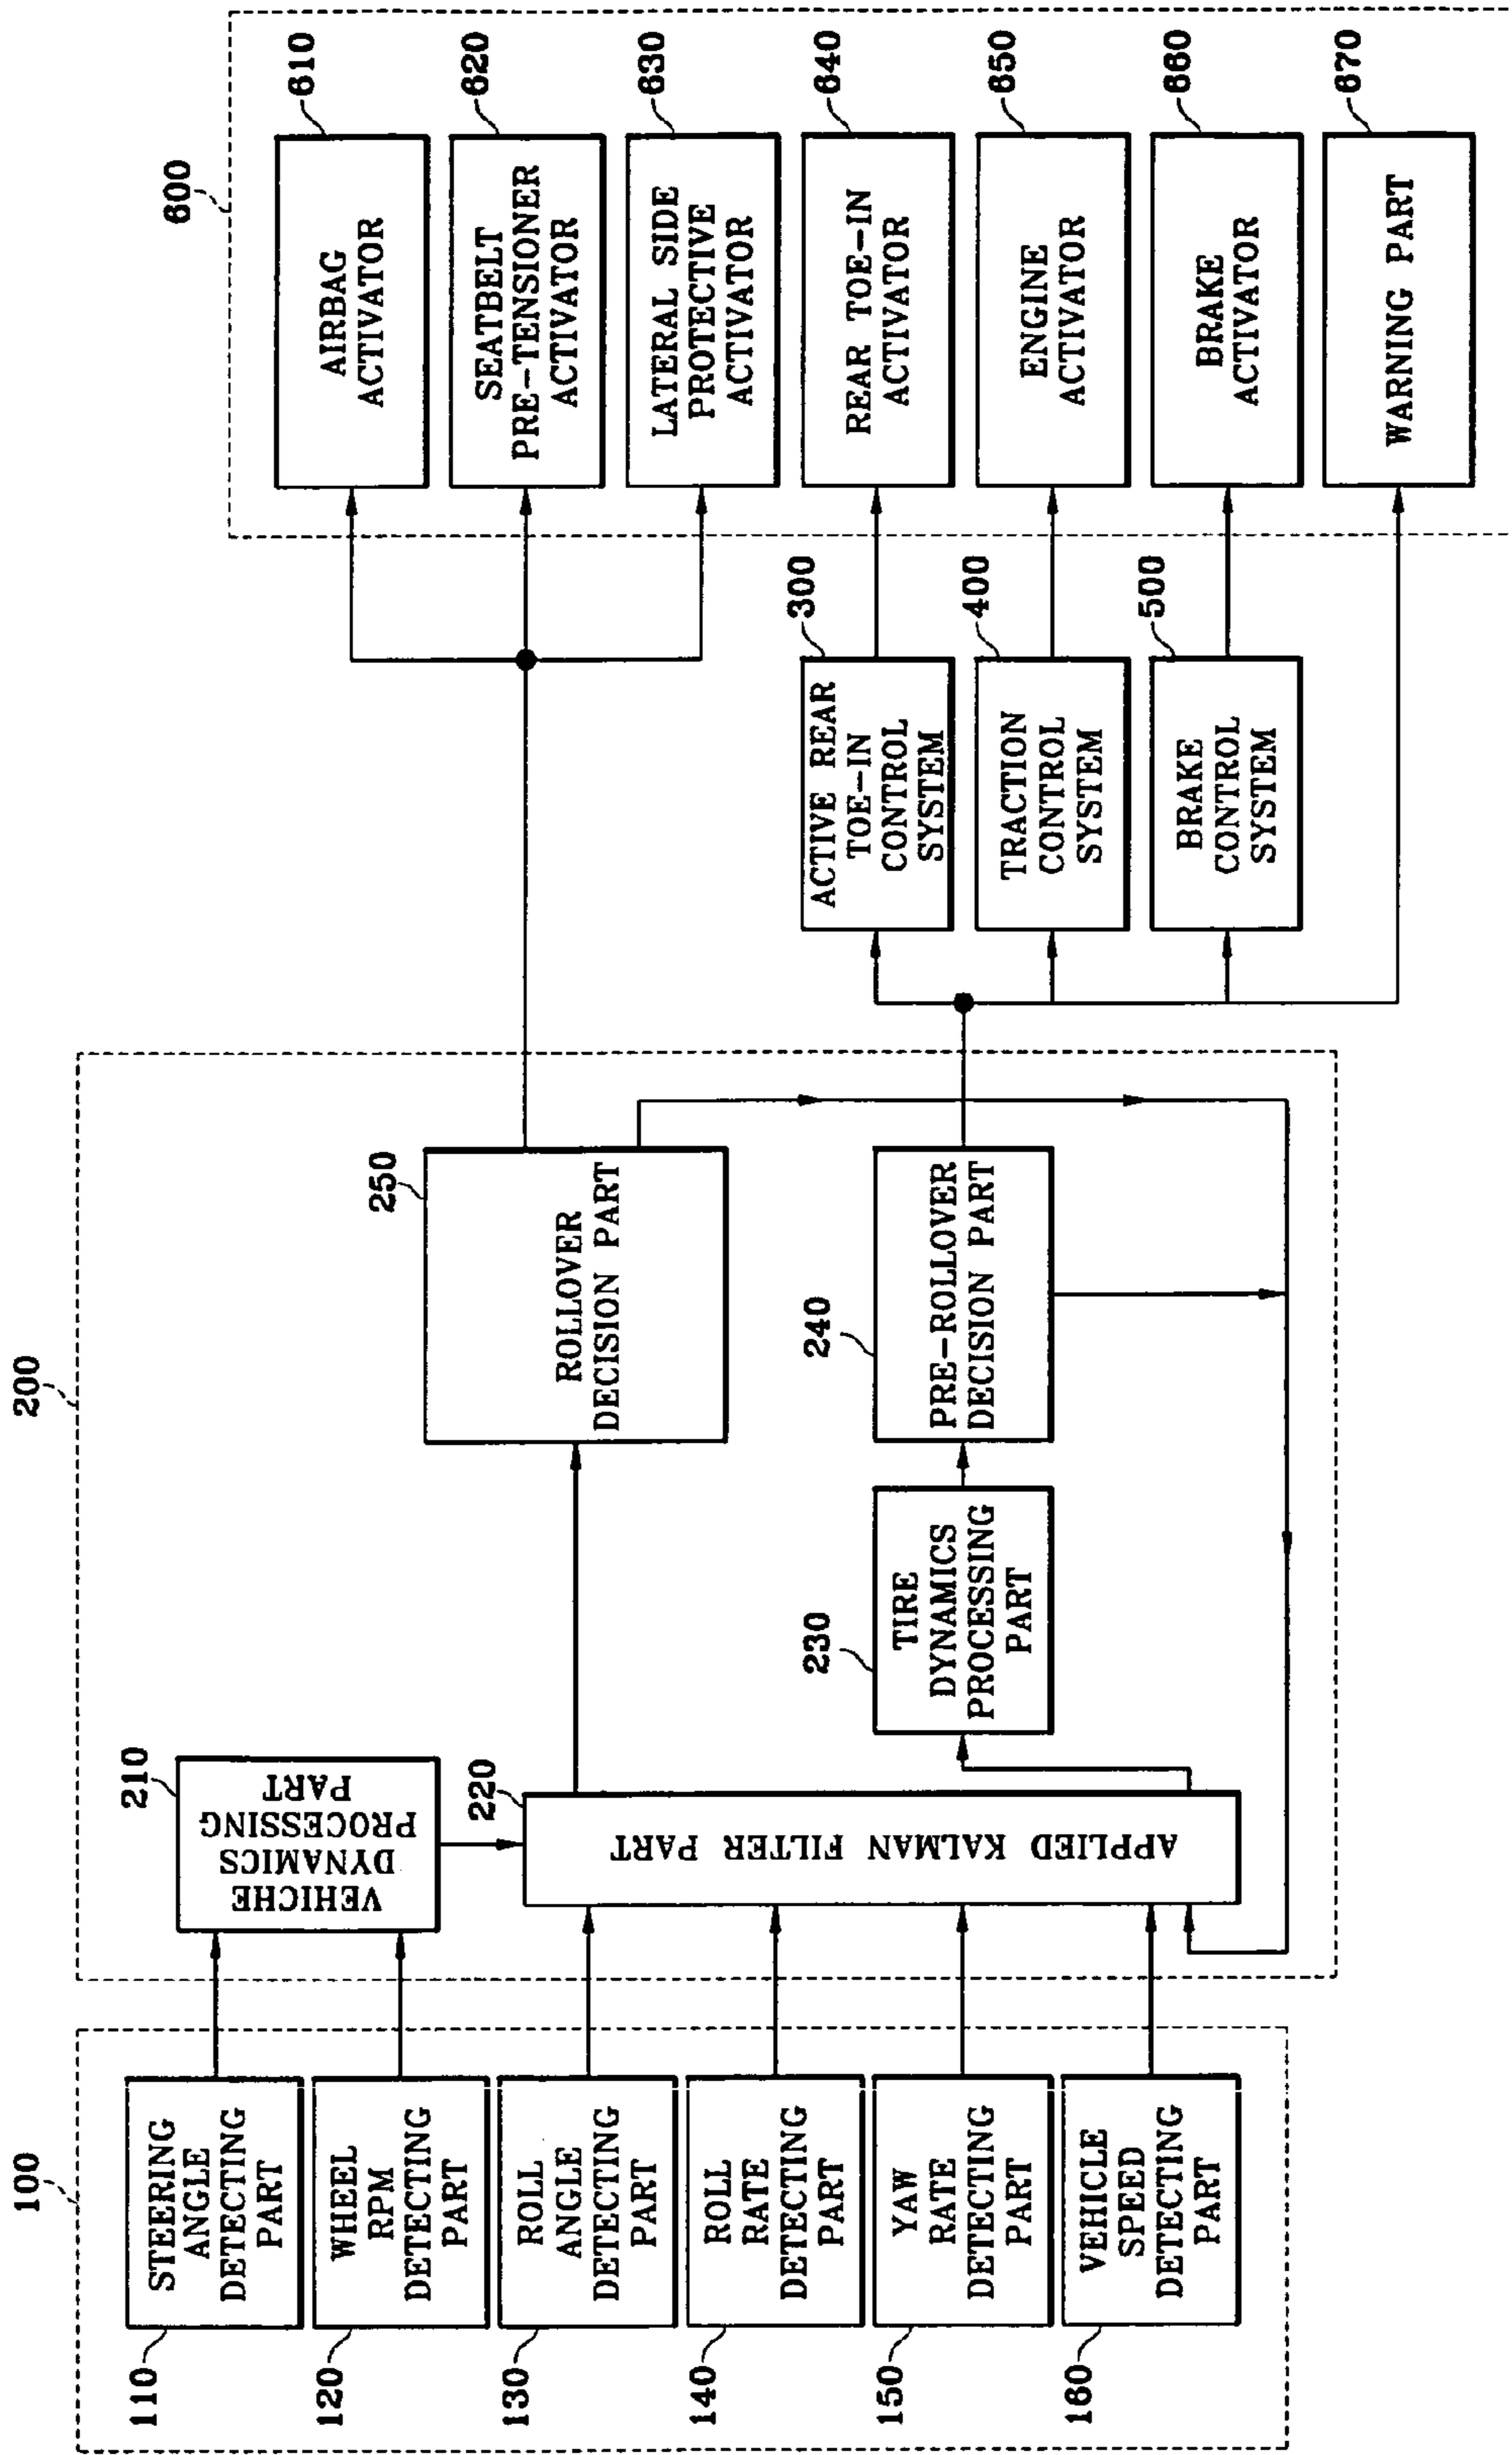 100
110
STEERING
ANGLE
DETECTING
PART
120
WHEEL
RPM
DETECTING
PART
130
ROLL
ANGLE
DETECTING
PART
140
ROLL
RATE
DETECTING
PART
150
YAW
RATE
DETECTING
PART
160
VEHICLE
SPEED
DETECTING
PART
200
210
VEHICHE
DYNAMICS
PROCESSING
PART
220
APPLIED KALMAN FILTER PART
230
TIRE
DYNAMICS
PROCESSING
PART
240
PRE-ROLLOVER
DECISION PART
250
ROLLOVER
DECISION PART
300
ACTIVE REAR
TOE-IN
CONTROL
SYSTEM
400
TRACTION
CONTROL
SYSTEM
500
BRAKE
CONTROL
SYSTEM
600
610
AIRBAG
ACTIVATOR
620
SEATBELT
PRE-TENSIONER
ACTIVATOR
630
LATERAL SIDE
PROTECTIVE
ACTIVATOR
640
REAR TOE-IN
ACTIVATOR
650
ENGINE
ACTIVATOR
660
BRAKE
ACTIVATOR
670
WARNING PART